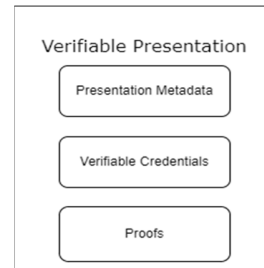 Verifiable Presentation
Presentation Metadata
Verifiable Credentials
Proofs